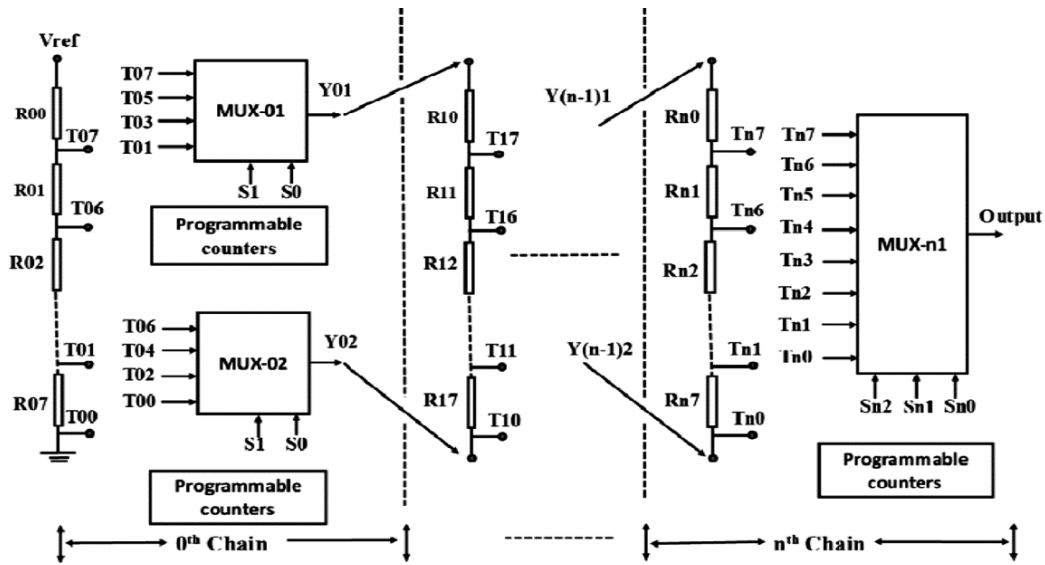 Vref
R00
T07
R01
T06
R02
T01
R07
T00
T07
T05
T03
T01
MUX-01
Y01
S1 S0
Programmable
counters
T06
T04
T02
T00
MUX-02
Y02
S1 S0
Programmable
counters
0th Chain
R10
T17
R11
T16
R12
T11
R17
T10
Y(n-1)1
Y(n-1)2
Rn0
Tn7
Rn1
Tn6
Rn2
Tn1
Rn7
Tn0
Tn7
Tn6
Tn5
Tn4
Tn3
Tn2
Tn1
Tn0
MUX-n1
Output
Sn2 Sn1 Sn0
Programmable
counters
nth Chain